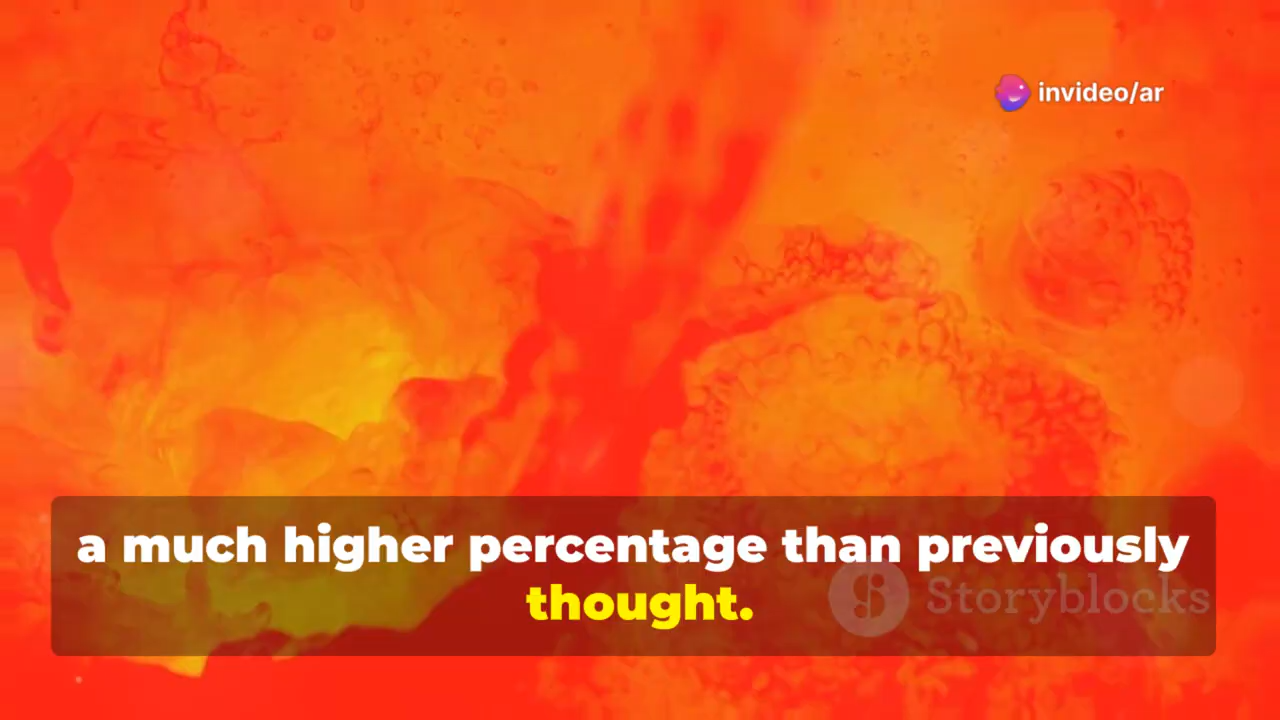 invideo/ar
a much higher percentage than previously
thought.
Storyblocks